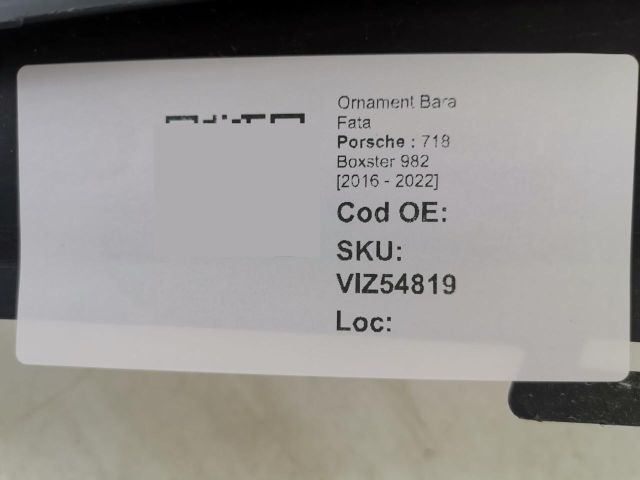 Ornament Bara
Fata
Porsche : 718
Boxster 982
[2016 - 2022]
Cod OE:
SKU:
VIZ54819
Loc: